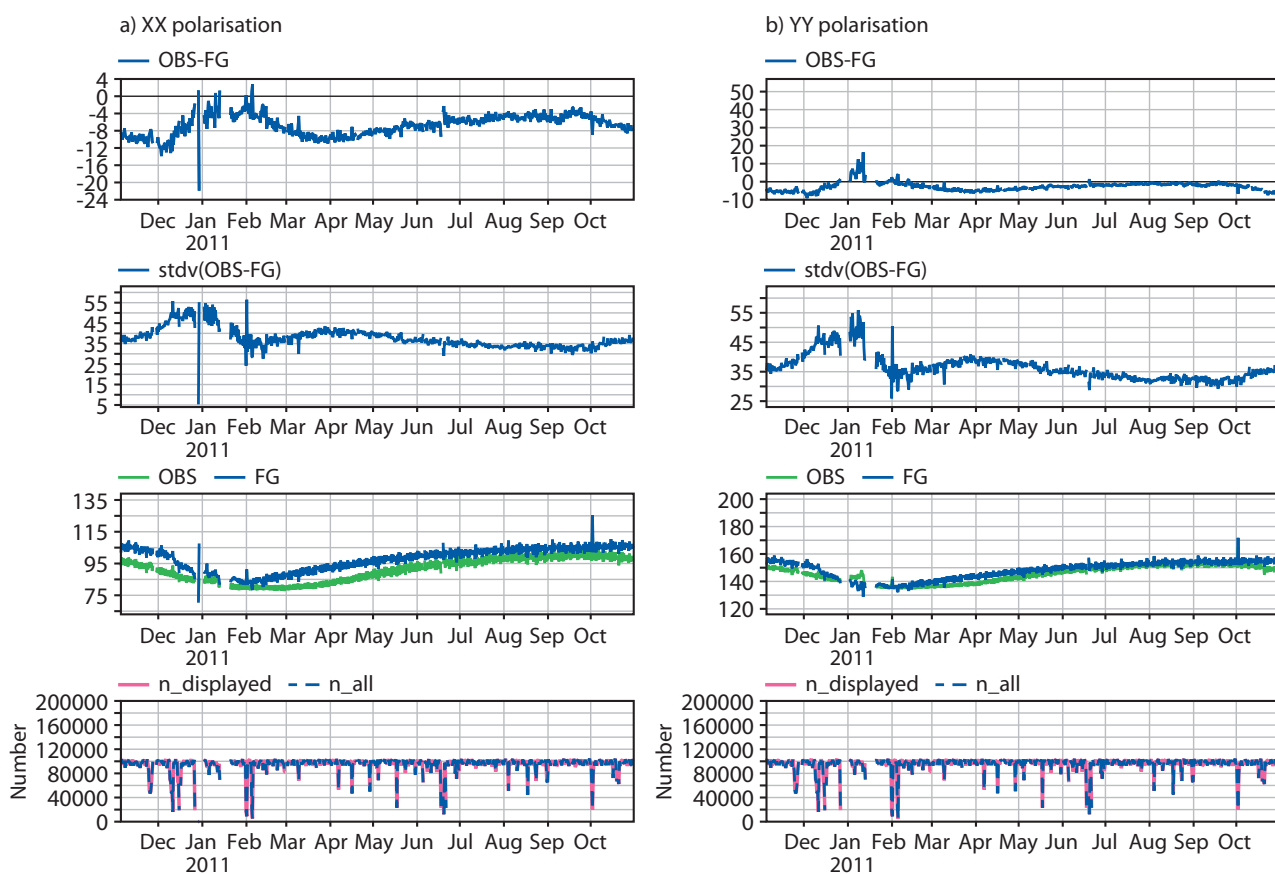 a) XX polarisation
OBS-FG
4
0
-4
-8
-12
-16
-20
-24
Dec Jan Feb Mar Apr May Jun Jul Aug Sep Oct
2011
stdv(OBS-FG)
55
45
35
25
15
5
Dec Jan Feb Mar Apr May Jun Jul Aug Sep Oct
2011
OBS FG
135
115
95
75
Dec Jan Feb Mar Apr May Jun Jul Aug Sep Oct
2011
n_displayed n_all
Number
200000
160000
120000
80000
40000
0
Dec Jan Feb Mar Apr May Jun Jul Aug Sep Oct
2011
b) YY polarisation
OBS-FG
50
40
30
20
10
0
-10
Dec Jan Feb Mar Apr May Jun Jul Aug Sep Oct
2011
stdv(OBS-FG)
55
45
35
25
Dec Jan Feb Mar Apr May Jun Jul Aug Sep Oct
2011
OBS FG
200
180
160
140
120
Dec Jan Feb Mar Apr May Jun Jul Aug Sep Oct
2011
n_displayed n_all
Number
200000
160000
120000
80000
40000
0
Dec Jan Feb Mar Apr May Jun Jul Aug Sep Oct
2011